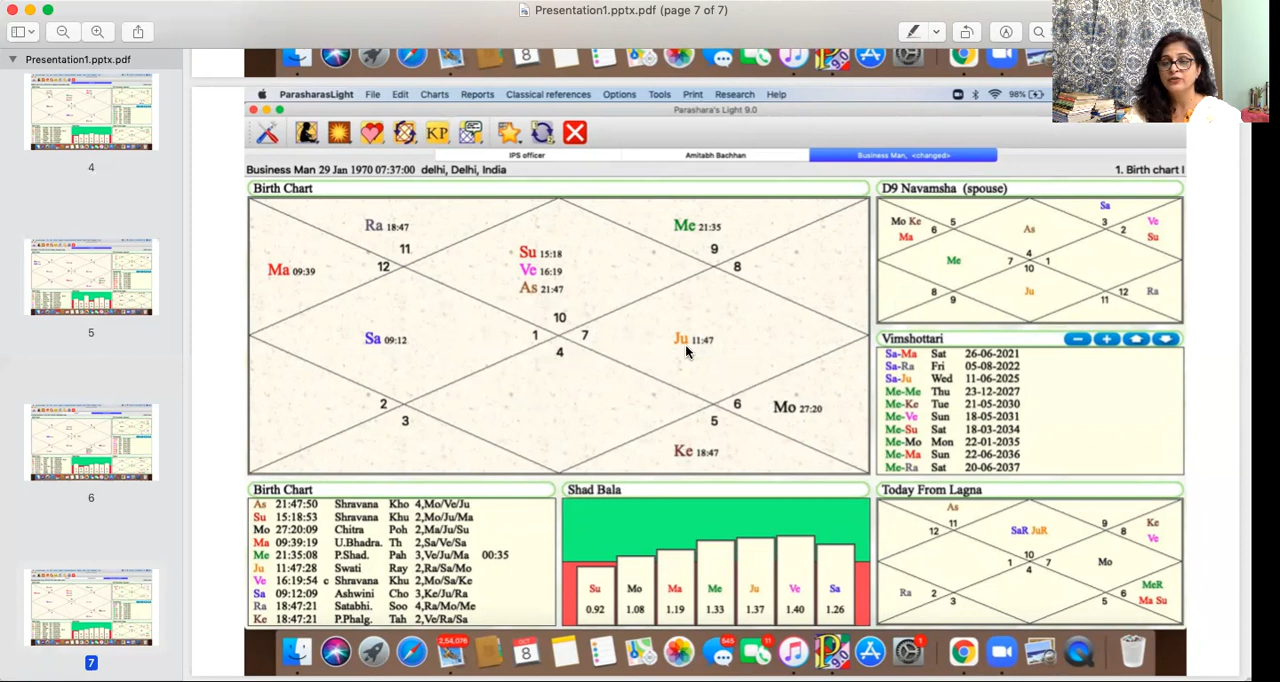 Presentation1.pptx.pdf (page 7 of 7)
Presentation1.pptx.pdf
4
5
6
7
8
ParasharasLight File Edit Charts Reports Classical references Options Tools Print Research Help 98%
Parashara's Light 9.0
KP
IPS officer Amitabh Bachhan Business Man, <changed>
Business Man 29 Jan 1970 07:37:00 delhi, Delhi, India 1. Birth chart I
Birth Chart
Ra 18:47
Me 21:35
11
9
Su 15:18
Ma 09:39
12
8
Ve 16:19
As 21:47
10
Sa 09:12
1
7
Ju 11:47
4
2
6
Mo 27:20
3
5
Ke 18:47
D9 Navamsha (spouse)
Sa
Mo Ke
5
3
Ve
As
6
2
Ma
Su
4
Me
7
1
10
8
12
Ju
Ra
9
11
Vimshottari
Sa-Ma Sat 26-06-2021
Sa-Ra Fri 05-08-2022
Sa-Ju Wed 11-06-2025
Me-Me Thu 23-12-2027
Me-Ke Tue 21-05-2030
Me-Ve Sun 18-05-2031
Me-Su Sat 18-03-2034
Me-Mo Mon 22-01-2035
Me-Ma Sun 22-06-2036
Me-Ra Sat 20-06-2037
Birth Chart
As 21:47:50 Shravana Kho 4,Mo/Ve/Ju
Su 15:18:53 Shravana Khu 2,Mo/Ju/Ma
Mo 27:20:09 Chitra Poh 2,Ma/Ju/Su
Ma 09:39:19 U.Bhadra. Th 2,Sa/Ve/Sa
Me 21:35:08 P.Shad. Pah 3,Ve/Ju/Ma 00:35
Ju 11:47:28 Swati Ray 2,Ra/Sa/Mo
Ve 16:19:54 c Shravana Khu 2,Mo/Sa/Ke
Sa 09:12:09 Ashwini Cho 3,Ke/Ju/Ra
Ra 18:47:21 Satabhi. Soo 4,Ra/Mo/Me
Ke 18:47:21 P.Phalg. Tah 2,Ve/Ra/Sa
Shad Bala
Su Mo Ma Me Ju Ve Sa
0.92 1.08 1.19 1.33 1.37 1.40 1.26
Today From Lagna
As
11
9
Ke
12
SaR JuR
8
Ve
10
1
7
Mo
4
MeR
Ra
2
6
3
5
Ma Su
2,54,076
OCT
8
545
11
9.0
1